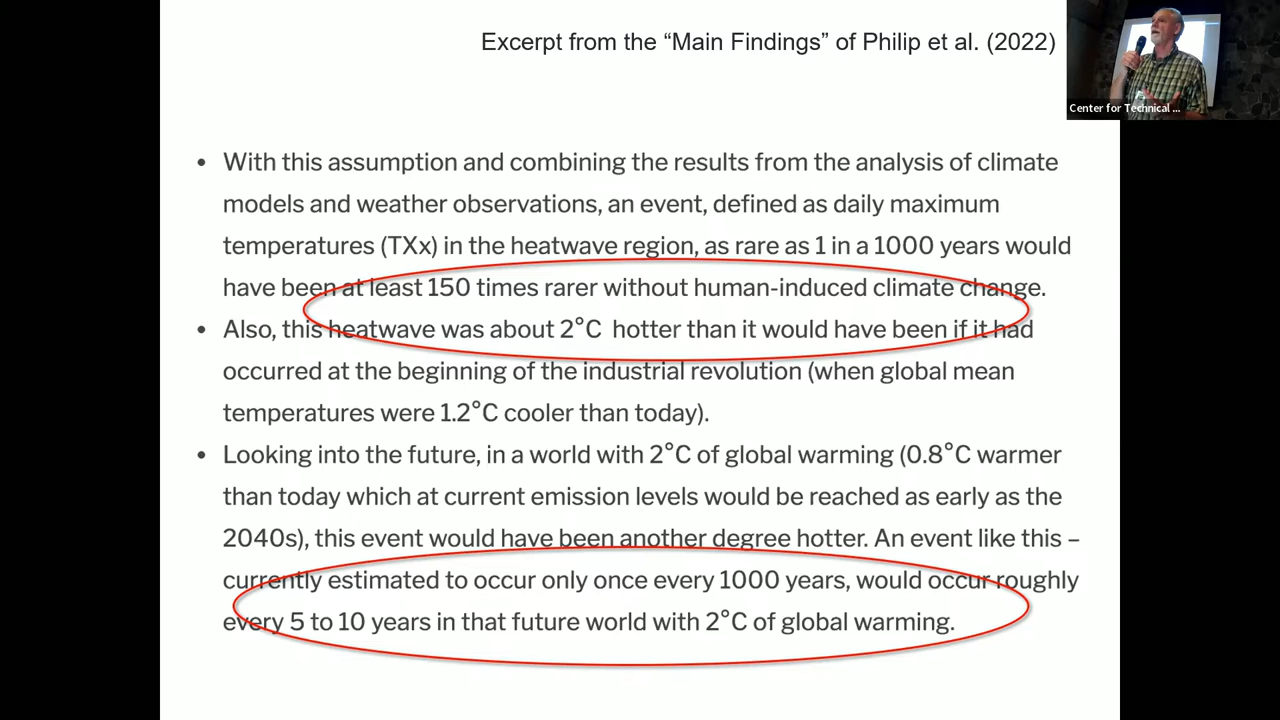 Excerpt from the “Main Findings” of Philip et al. (2022)
Center for Technical ...
• With this assumption and combining the results from the analysis of climate
models and weather observations, an event, defined as daily maximum
temperatures (TXx) in the heatwave region, as rare as 1 in a 1000 years would
have been at least 150 times rarer without human-induced climate change.
• Also, this heatwave was about 2°C hotter than it would have been if it had
occurred at the beginning of the industrial revolution (when global mean
temperatures were 1.2°C cooler than today).
• Looking into the future, in a world with 2°C of global warming (0.8°C warmer
than today which at current emission levels would be reached as early as the
2040s), this event would have been another degree hotter. An event like this –
currently estimated to occur only once every 1000 years, would occur roughly
every 5 to 10 years in that future world with 2°C of global warming.